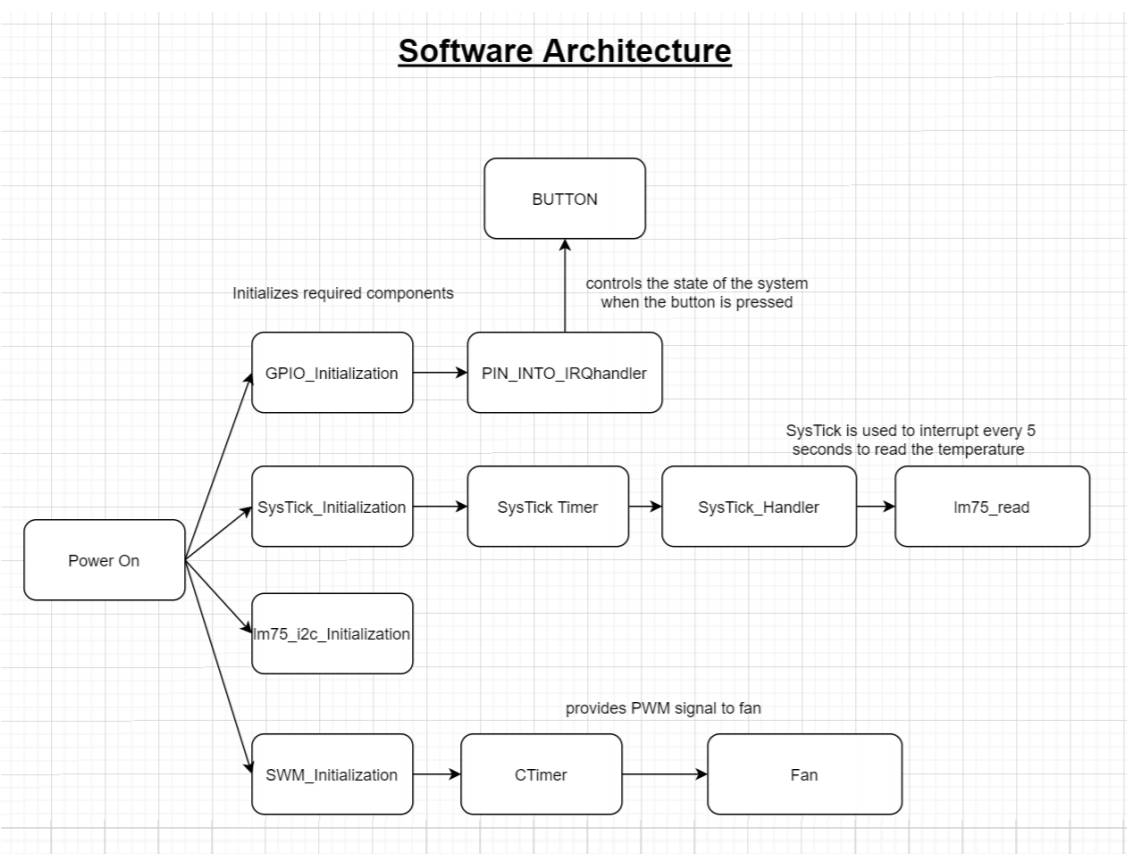 Software Architecture
BUTTON
controls the state of the system
when the button is pressed
Initializes required components
GPIO_Initialization
PIN_INTO_IRQhandler
SysTick is used to interrupt every 5
seconds to read the temperature
SysTick_Initialization
SysTick Timer
SysTick_Handler
lm75_read
Power On
lm75_i2c_Initialization
provides PWM signal to fan
SWM_Initialization
CTimer
Fan